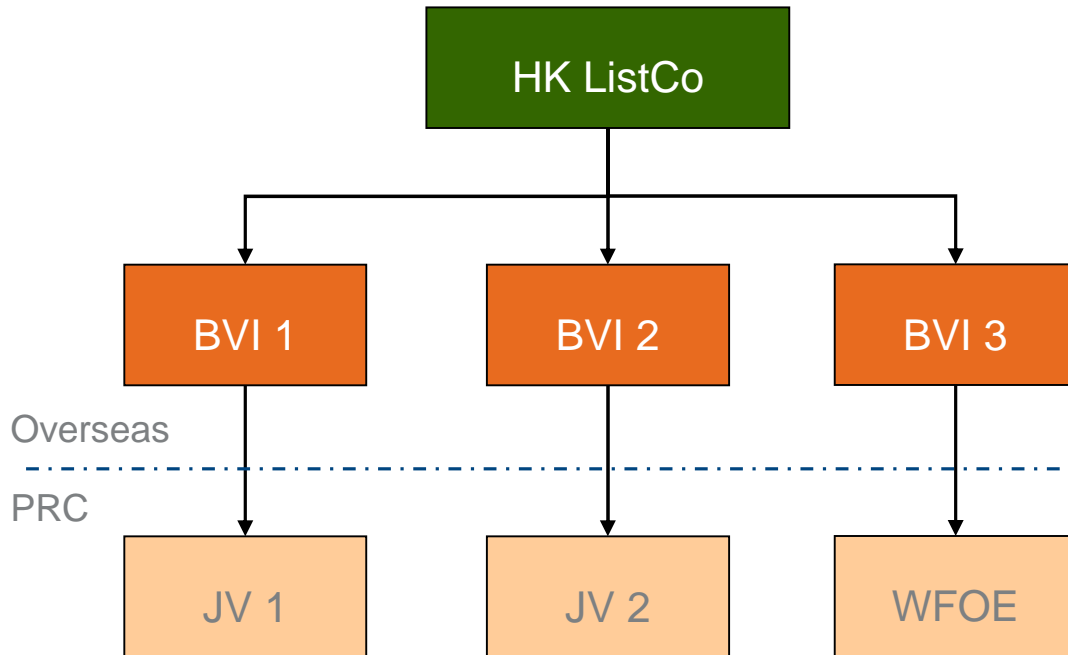 HK ListCo
BVI 1
BVI 2
BVI 3
Overseas
PRC
JV 1
JV 2
WFOE